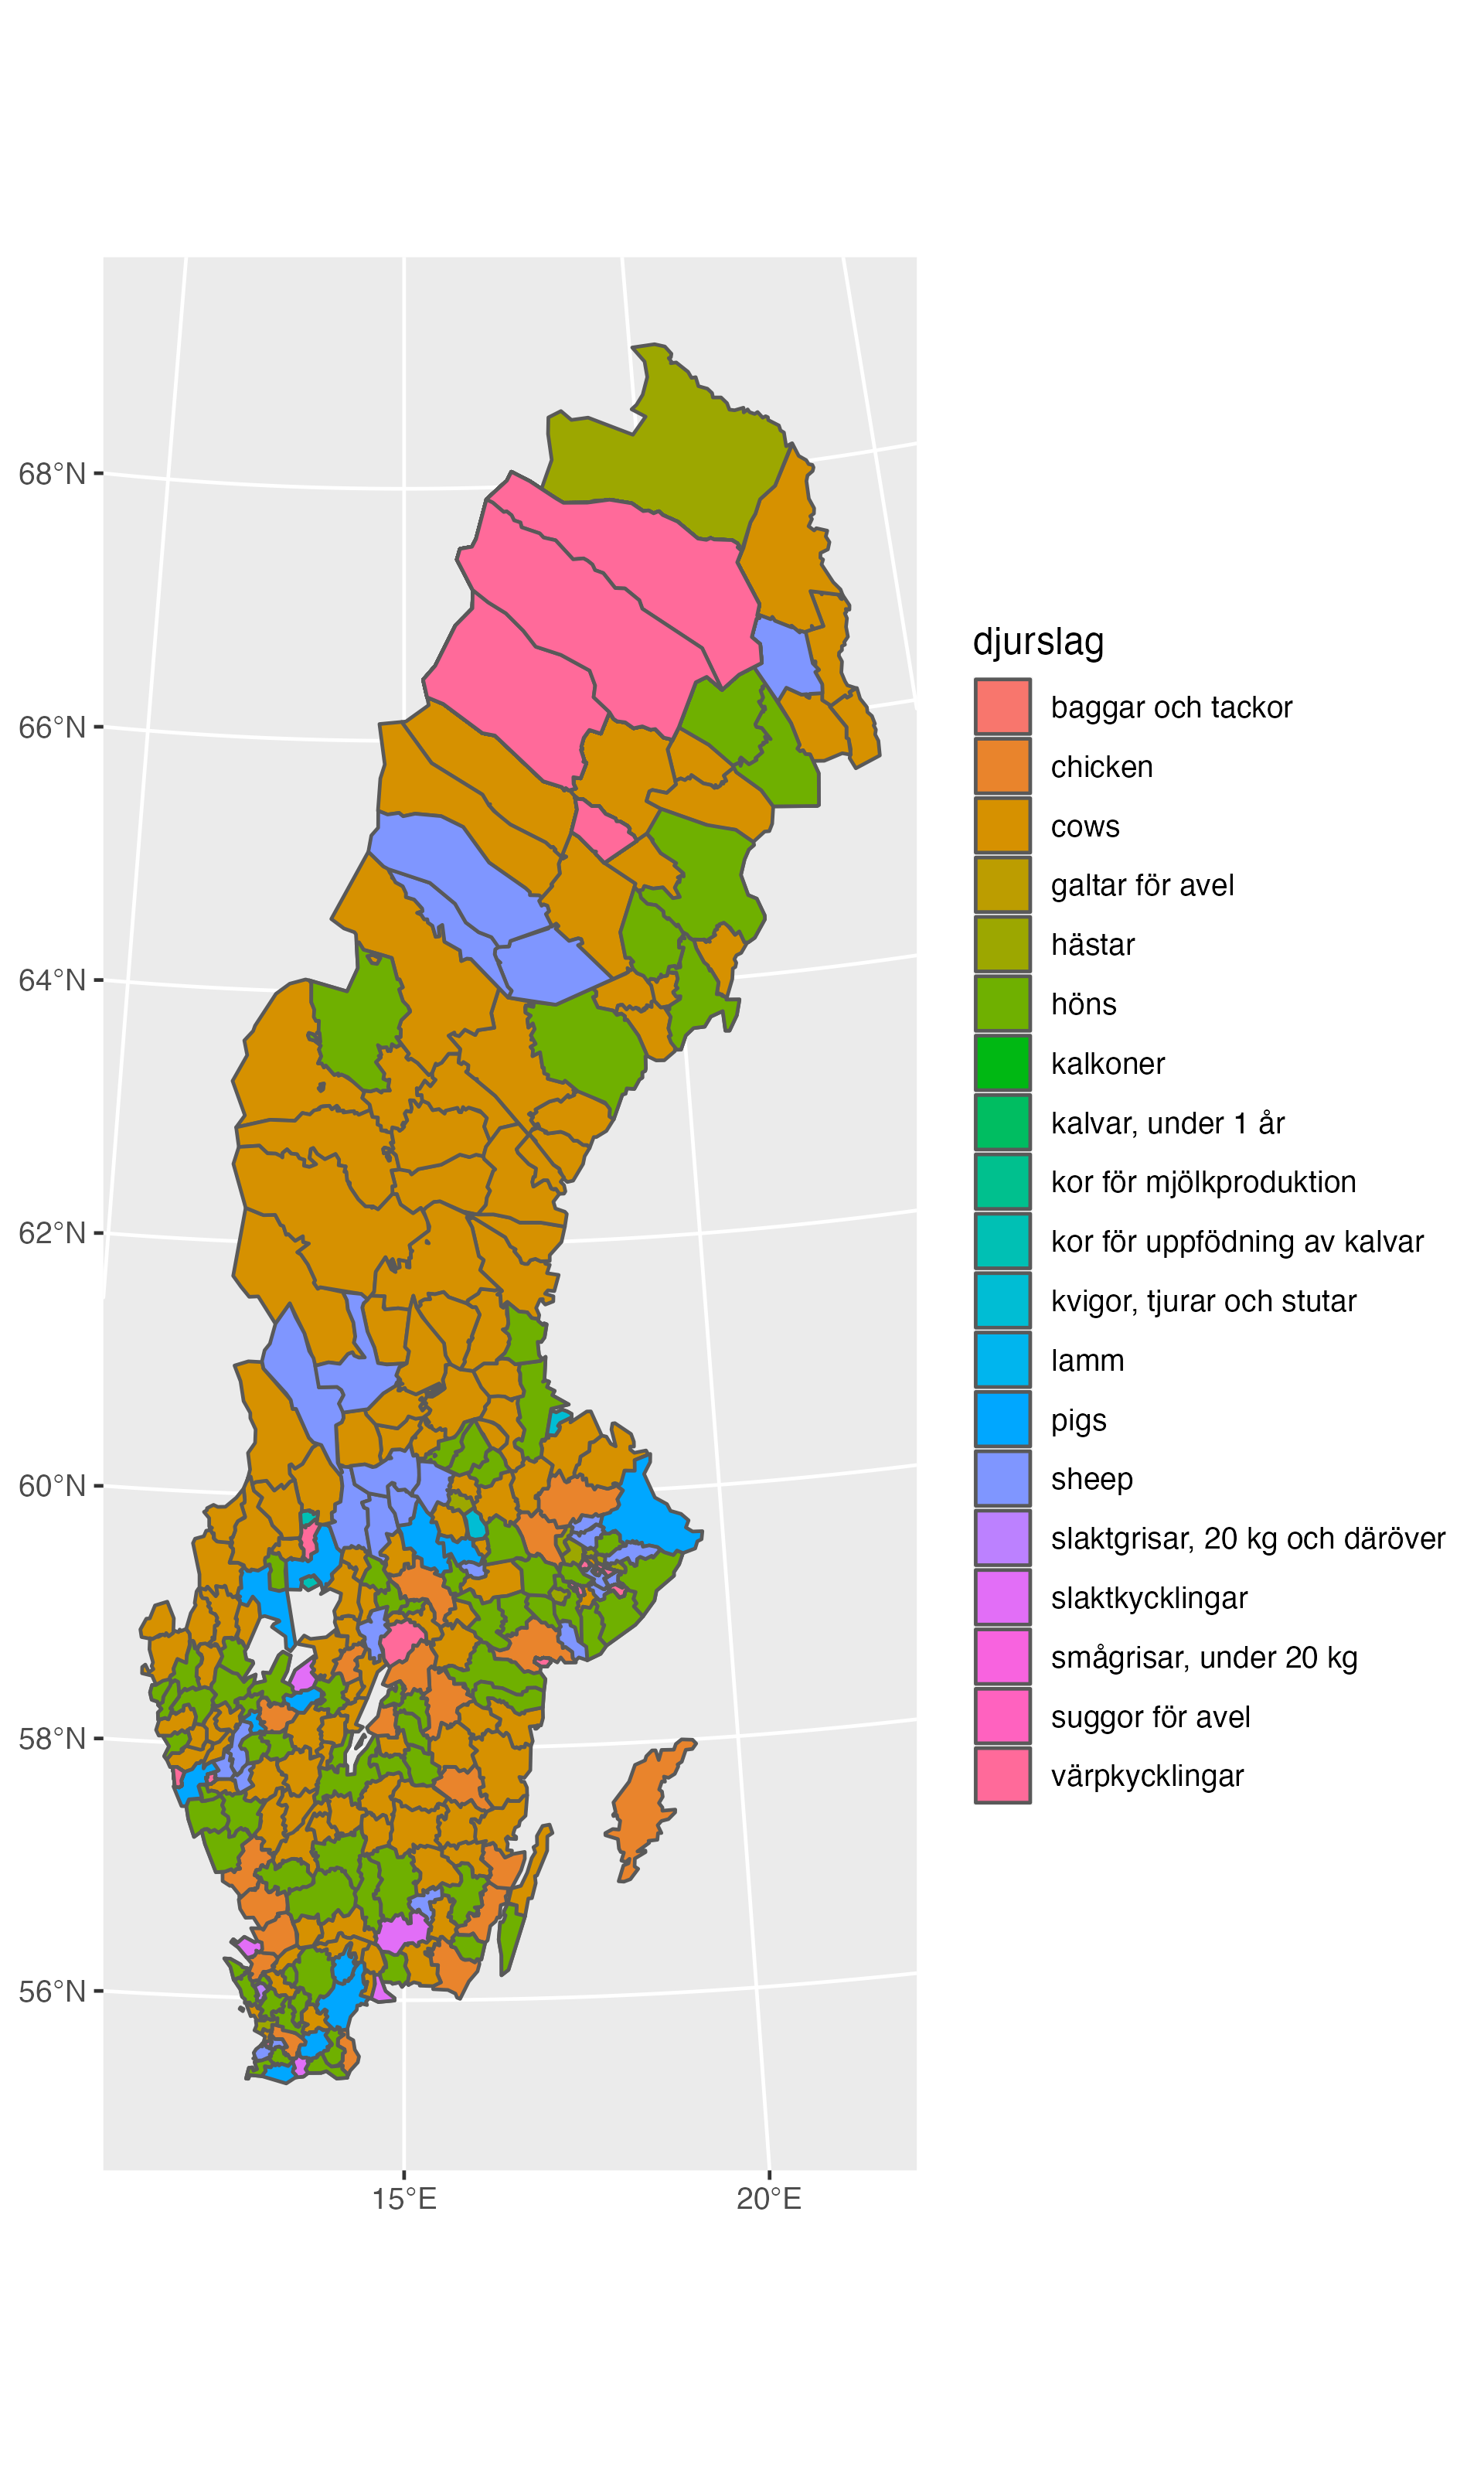 68°N
66°N
64°N
62°N
60°N
58°N
56°N
15°E
20°E
djurslag
baggar och tackor
chicken
cows
galtar för avel
hästar
höns
kalkoner
kalvar, under 1 år
kor för mjölkproduktion
kor för uppfödning av kalvar
kvigor, tjurar och stutar
lamm
pigs
sheep
slaktgrisar, 20 kg och däröver
slaktkycklingar
smågrisar, under 20 kg
suggor för avel
värpkycklingar